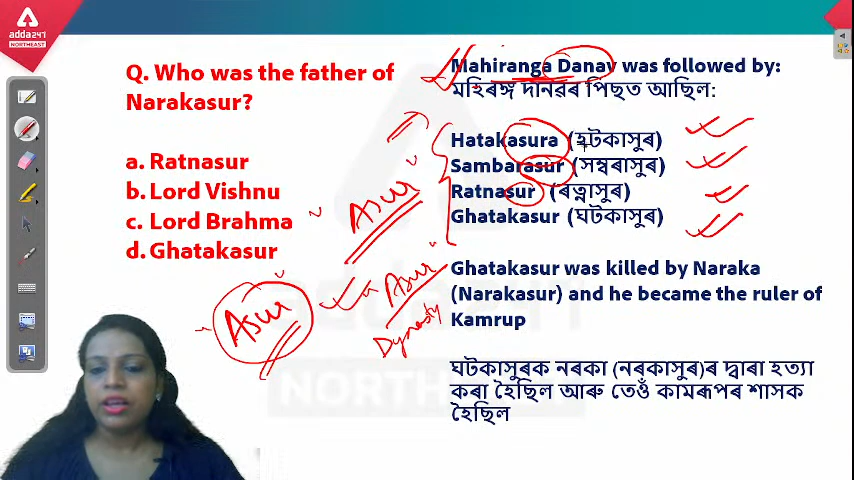 adda247
NORTHEAST
Q. Who was the father of
Narakasur?
a. Ratnasur
b. Lord Vishnu
c. Lord Brahma
d. Ghatakasur
Mahiranga Danav was followed by:
মহিৰঙ্গ দানৱৰ পিছত আছিল:
Hatakasura (হটকাসুৰ)
Sambarasur (সম্বৰাসুৰ)
Ratnasur (ৰত্নাসুৰ)
Ghatakasur (ঘটকাসুৰ)
Ghatakasur was killed by Naraka
(Narakasur) and he became the ruler of
Kamrup
ঘটকাসুৰক নৰকা (নৰকাসুৰ)ৰ দ্বাৰা হত্যা
কৰা হৈছিল আৰু তেওঁ কামৰূপৰ শাসক
হৈছিল
Asur
Asur
Asur
Dynasty